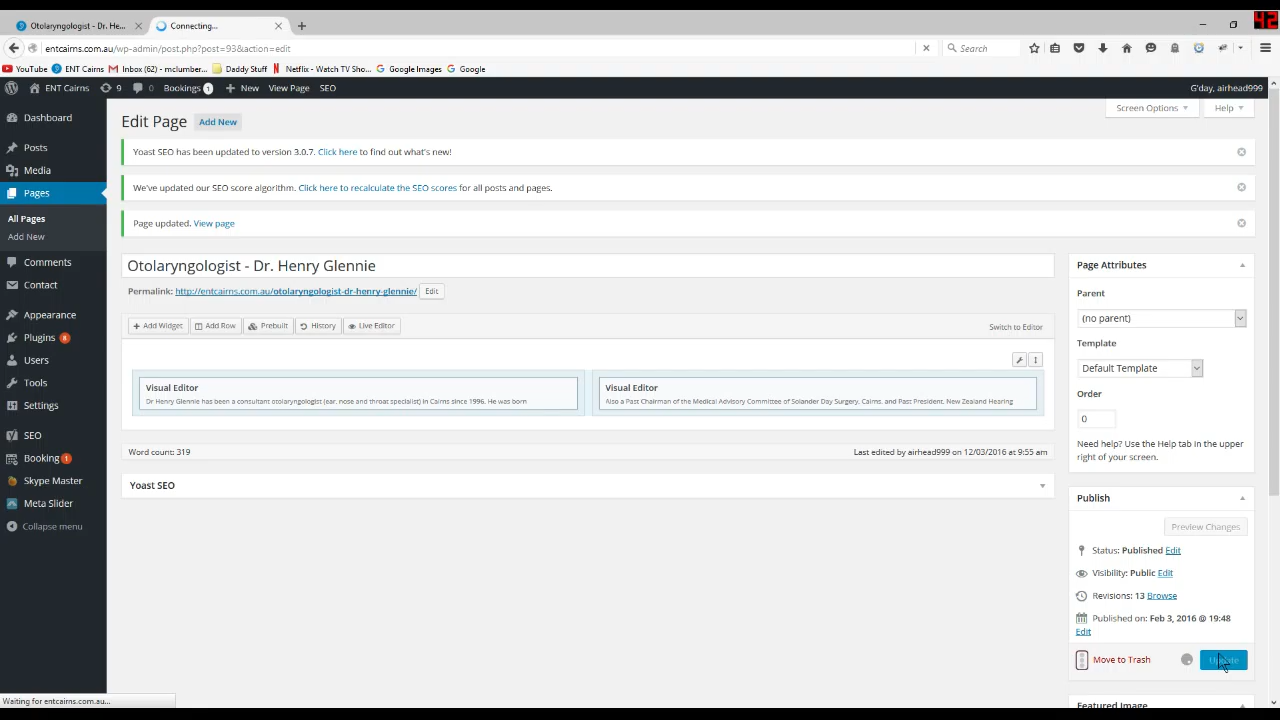 Otolaryngologist - Dr. He...
Connecting...
42
entcairns.com.au/wp-admin/post.php?post=93&action=edit
Search
YouTube
ENT Cairns
Inbox (62) - mclumber...
Daddy Stuff
Netflix - Watch TV Sho...
Google Images
Google
ENT Cairns
9
0
Bookings 1
New
View Page
SEO
G'day, airhead999
Dashboard
Posts
Media
Pages
All Pages
Add New
Comments
Contact
Appearance
Plugins 8
Users
Tools
Settings
SEO
Booking 1
Skype Master
Meta Slider
Collapse menu
Screen Options
Help
Edit Page
Add New
Yoast SEO has been updated to version 3.0.7. Click here to find out what's new!
We've updated our SEO score algorithm. Click here to recalculate the SEO scores for all posts and pages.
Page updated. View page
Otolaryngologist - Dr. Henry Glennie
Permalink: http://entcairns.com.au/otolaryngologist-dr-henry-glennie/
Edit
Add Widget
Add Row
Prebuilt
History
Live Editor
Switch to Editor
Visual Editor
Dr Henry Glennie has been a consultant otolaryngologist (ear, nose and throat specialist) in Cairns since 1996. He was born
Visual Editor
Also a Past Chairman of the Medical Advisory Committee of Solander Day Surgery, Cairns, and Past President, New Zealand Hearing
Word count: 319
Last edited by airhead999 on 12/03/2016 at 9:55 am
Yoast SEO
Page Attributes
Parent
(no parent)
Template
Default Template
Order
0
Need help? Use the Help tab in the upper
right of your screen.
Publish
Preview Changes
Status: Published Edit
Visibility: Public Edit
Revisions: 13 Browse
Published on: Feb 3, 2016 @ 19:48
Edit
Move to Trash
Update
Featured Image
Waiting for entcairns.com.au...